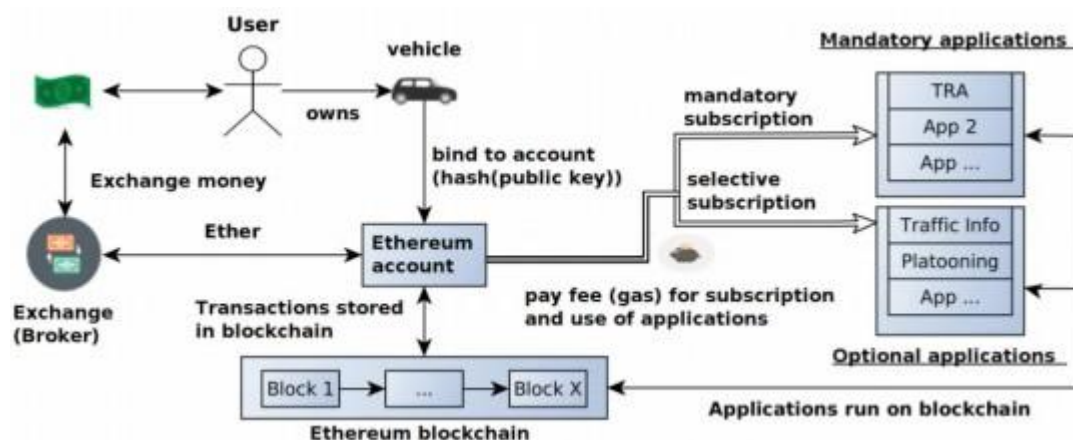 User
vehicle
owns
Exchange money
Exchange
(Broker)
Ether
bind to account
(hash(public key))
Ethereum
account
Transactions stored
in blockchain
Block 1
...
Block X
Ethereum blockchain
mandatory
subscription
selective
subscription
pay fee (gas) for subscription
and use of applications
Mandatory applications
TRA
App 2
App ...
Traffic Info
Platooning
App ...
Optional applications
Applications run on blockchain